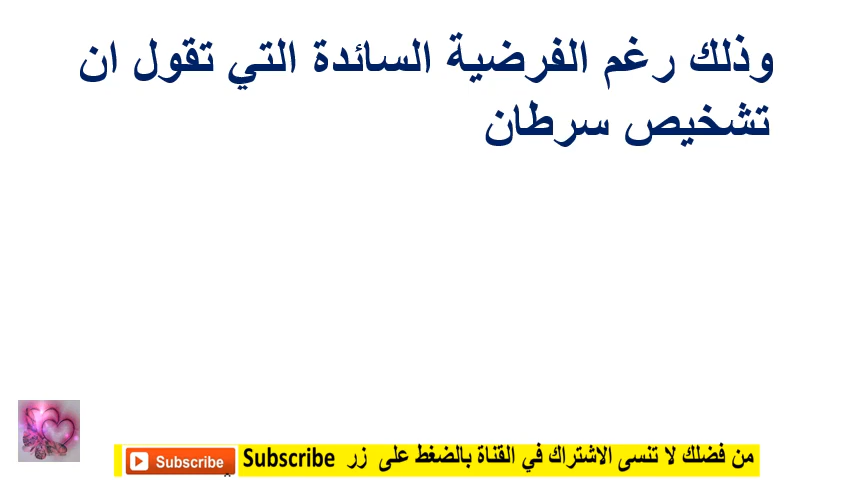 وذلك رغم الفرضية السائدة التي تقول ان
تشخيص سرطان
من فضلك لا تنسى الاشتراك في القناة بالضغط على زر Subscribe Subscribe